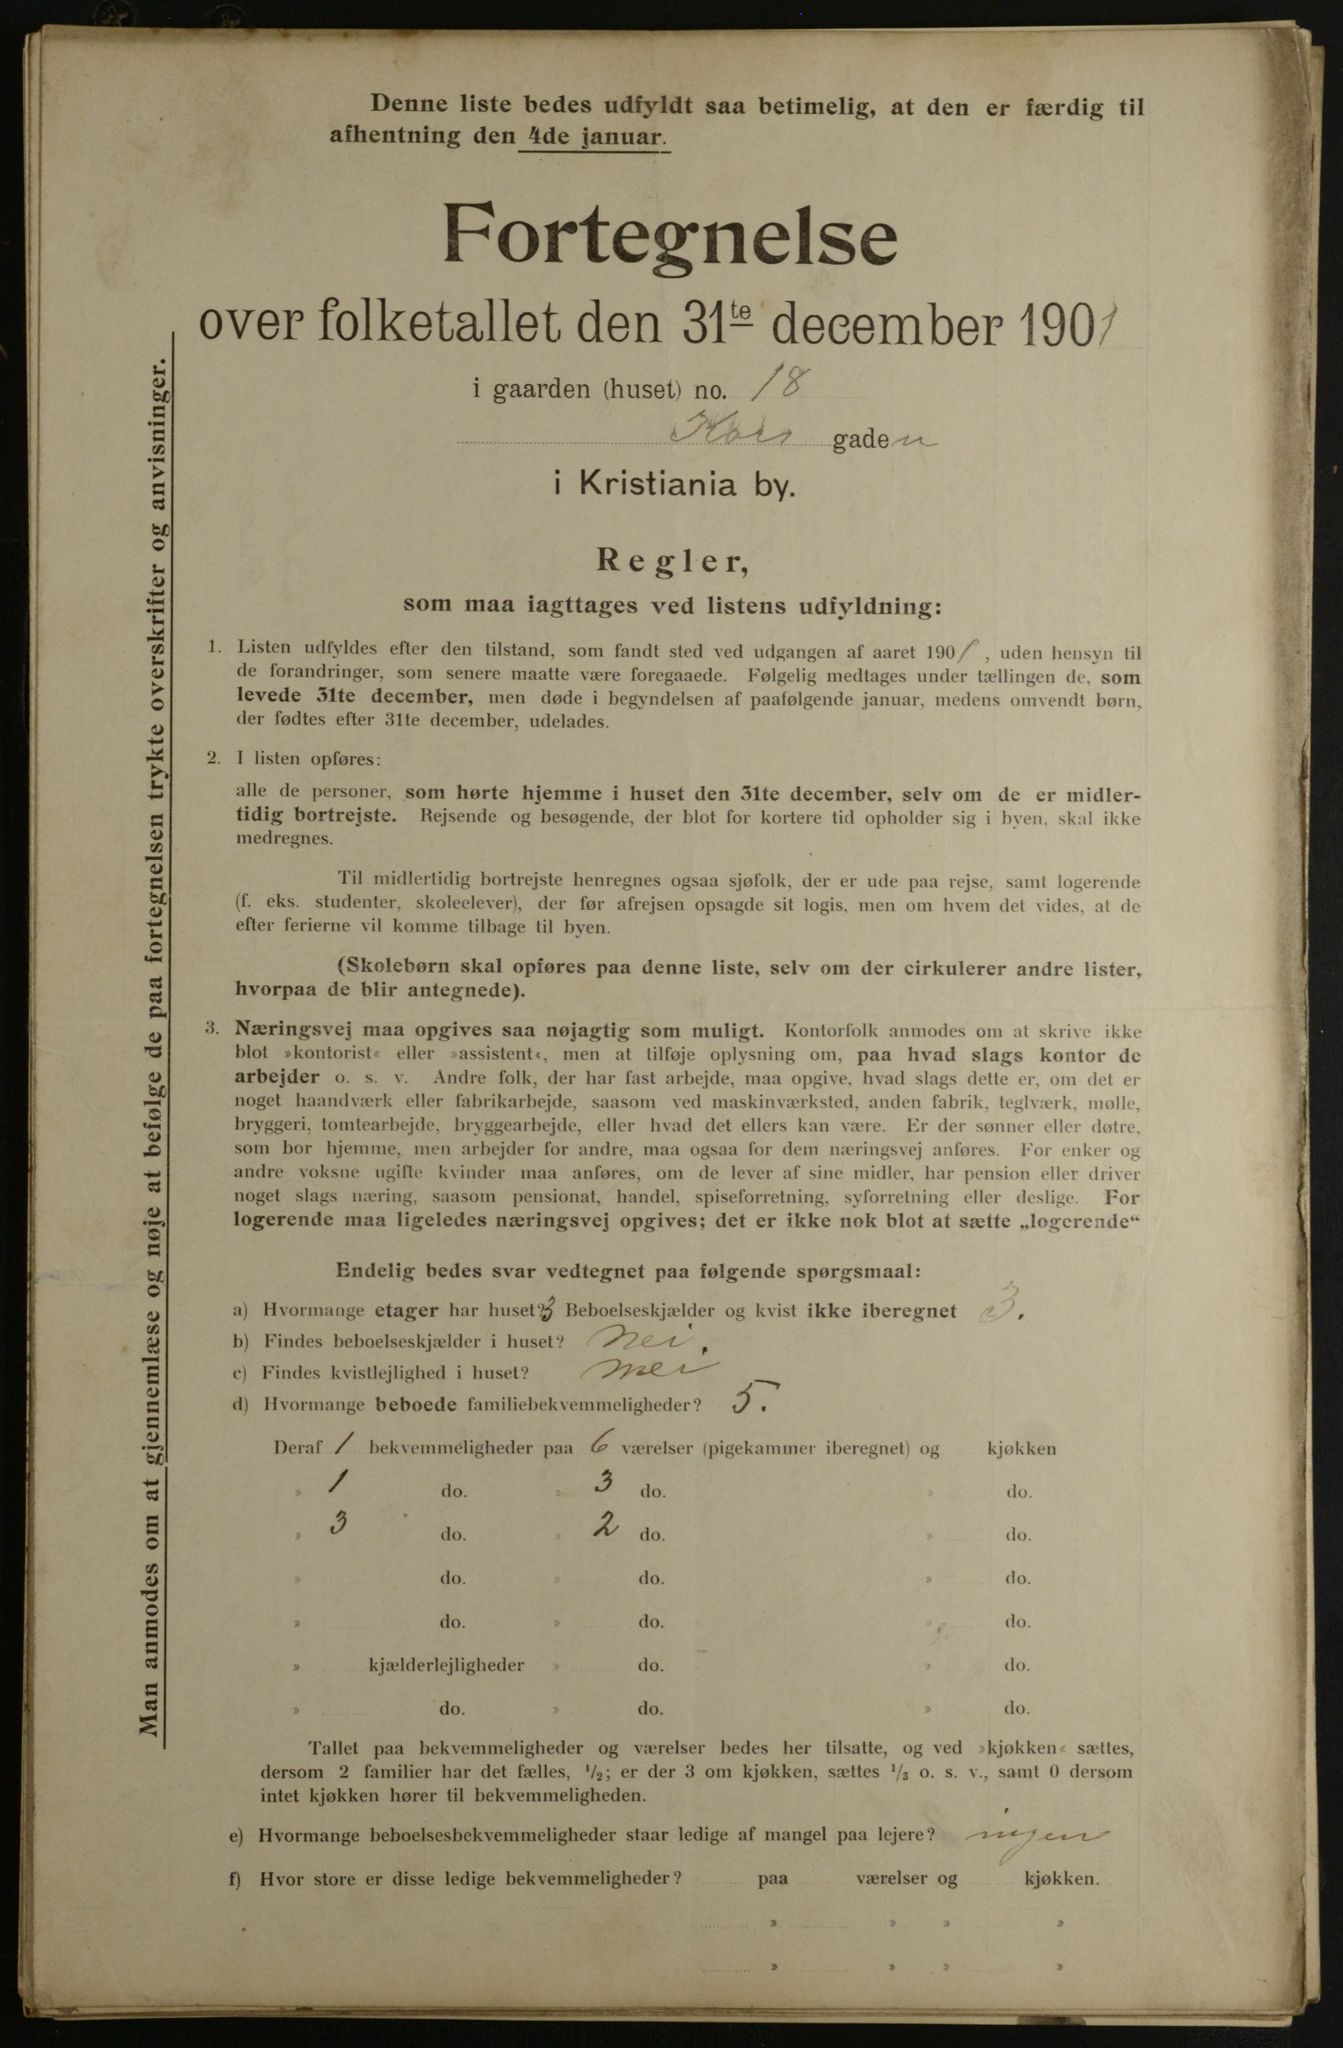 Denne liste bedes udfyldt saa betimelig, at den er færdig til
afhentning den 4de januar.
Fortegnelse
over folketallet den 31te december 1901
i gaarden (huset) no. 18
Kors gaden
i Kristiania by.
Regler,
som maa iagttages ved listens udfyldning:
1. Listen udfyldes efter den tilstand, som fandt sted ved udgangen af aaret 1901, uden hensyn til
de forandringer, som senere maatte være foregaaede. Følgelig medtages under tællingen de, som
levede 31te december, men døde i begyndelsen af paafølgende januar, medens omvendt børn,
der fødtes efter 31te december, udelades.
2. I listen opføres:
alle de personer, som hørte hjemme i huset den 31te december, selv om de er midler-
tidig bortrejste. Rejsende og besøgende, der blot for kortere tid opholder sig i byen, skal ikke
medregnes.
Til midlertidig bortrejste henregnes ogsaa sjøfolk, der er ude paa rejse, samt logerende
(f. eks. studenter, skoleelever), der før afrejsen opsagde sit logis, men om hvem det vides, at de
efter ferierne vil komme tilbage til byen.
(Skolebørn skal opføres paa denne liste, selv om der cirkulerer andre lister,
hvorpaa de blir antegnede).
3. Næringsvej maa opgives saa nøjagtig som muligt. Kontorfolk anmodes om at skrive ikke
blot »kontorist« eller »assistent«, men at tilføje oplysning om, paa hvad slags kontor de
arbejder o. s. v. Andre folk, der har fast arbejde, maa opgive, hvad slags dette er, om det er
noget haandværk eller fabrikarbejde, saasom ved maskinværksted, anden fabrik, teglværk, mølle,
bryggeri, tomtearbejde, bryggearbejde, eller hvad det ellers kan være. Er der sønner eller døtre,
som bor hjemme, men arbejder for andre, maa ogsaa for dem næringsvej anføres. For enker og
andre voksne ugifte kvinder maa anføres, om de lever af sine midler, har pension eller driver
noget slags næring, saasom pensionat, handel, spiseforretning, syforretning eller deslige. For
logerende maa ligeledes næringsvej opgives; det er ikke nok blot at sætte „logerende“
Endelig bedes svar vedtegnet paa følgende spørgsmaal:
a) Hvormange etager har huset? 3 Beboelseskjælder og kvist ikke iberegnet 3.
b) Findes beboelseskjælder i huset? nei.
c) Findes kvistlejlighed i huset? nei
d) Hvormange beboede familiebekvemmeligheder? 5.
Deraf 1 bekvemmeligheder paa 6 værelser (pigekammer iberegnet) og kjøkken
» 1 do. » 3 do. » do.
» 3 do. » 2 do. » do.
» do. » do. » do.
» do. » do. » do.
» kjælderlejligheder » do. » do.
» do. » do. » do.
Tallet paa bekvemmeligheder og værelser bedes her tilsatte, og ved »kjøkken« sættes,
dersom 2 familier har det fælles, 1/2; er der 3 om kjøkken, sættes 1/3 o. s. v., samt 0 dersom
intet kjøkken hører til bekvemmeligheden.
e) Hvormange beboelsesbekvemmeligheder staar ledige af mangel paa lejere? ingen
f) Hvor store er disse ledige bekvemmeligheder? paa værelser og kjøkken.
» » » »
» » » »
Man anmodes om at gjennemlæse og nøje at befølge de paa fortegnelsen trykte overskrifter og anvisninger.